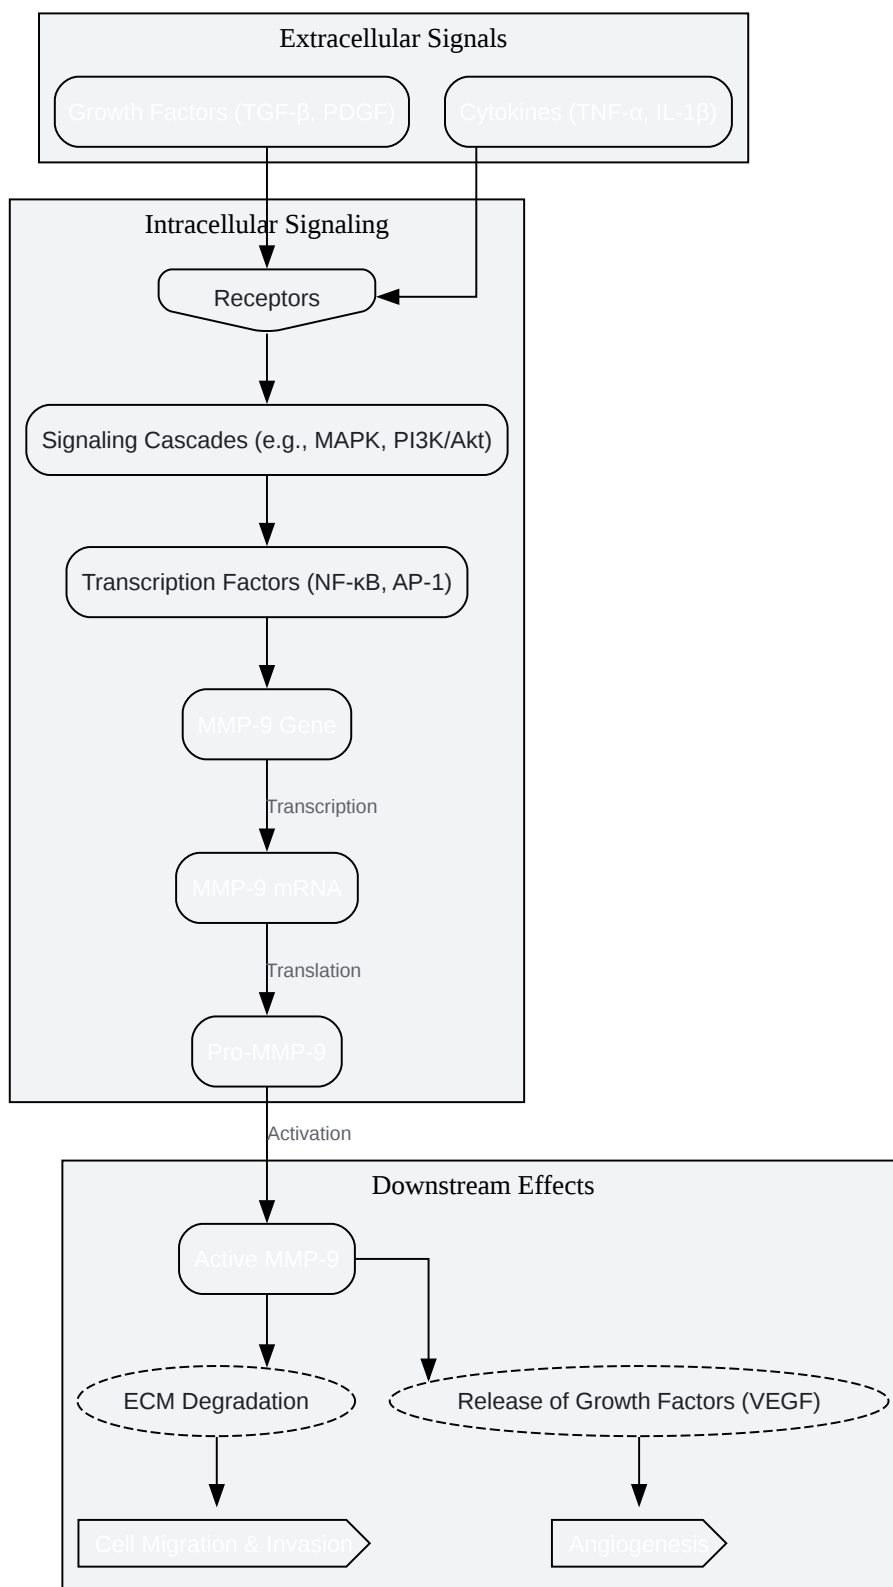 Extracellular Signals
Growth Factors (TGF-β, PDGF)
Cytokines (TNF-α, IL-1β)
Intracellular Signaling
Receptors
Signaling Cascades (e.g., MAPK, PI3K/Akt)
Transcription Factors (NF-κB, AP-1)
MMP-9 Gene
Transcription
MMP-9 mRNA
Translation
Pro-MMP-9
Activation
Downstream Effects
Active MMP-9
ECM Degradation
Release of Growth Factors (VEGF)
Cell Migration & Invasion
Angiogenesis